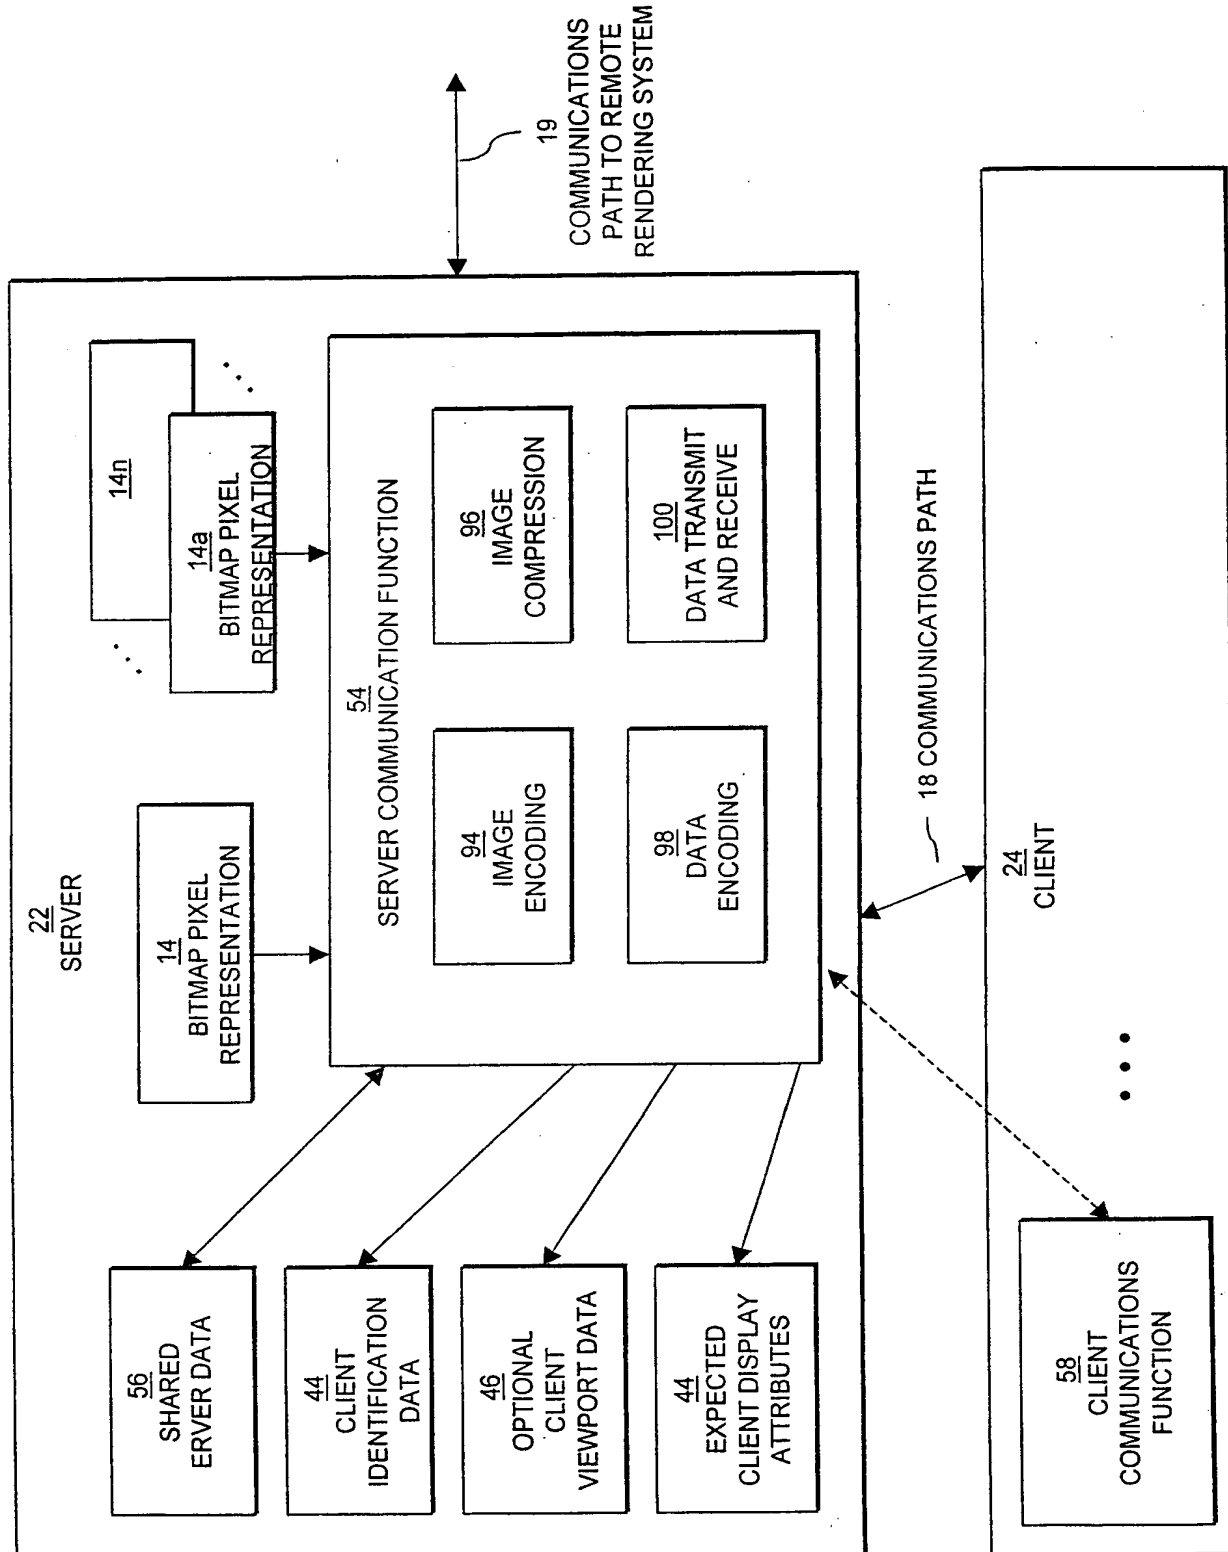 22
SERVER
14
BITMAP PIXEL
REPRESENTATION
14n
14a
BITMAP PIXEL
REPRESENTATION
56
SHARED
ERVER DATA
44
CLIENT
IDENTIFICATION
DATA
46
OPTIONAL
CLIENT
VIEWPORT DATA
44
EXPECTED
CLIENT DISPLAY
ATTRIBUTES
54
SERVER COMMUNICATION FUNCTION
94
IMAGE
ENCODING
96
IMAGE
COMPRESSION
98
DATA
ENCODING
100
DATA TRANSMIT
AND RECEIVE
19
COMMUNICATIONS
PATH TO REMOTE
RENDERING SYSTEM
18 COMMUNICATIONS PATH
24
CLIENT
58
CLIENT
COMMUNICATIONS
FUNCTION